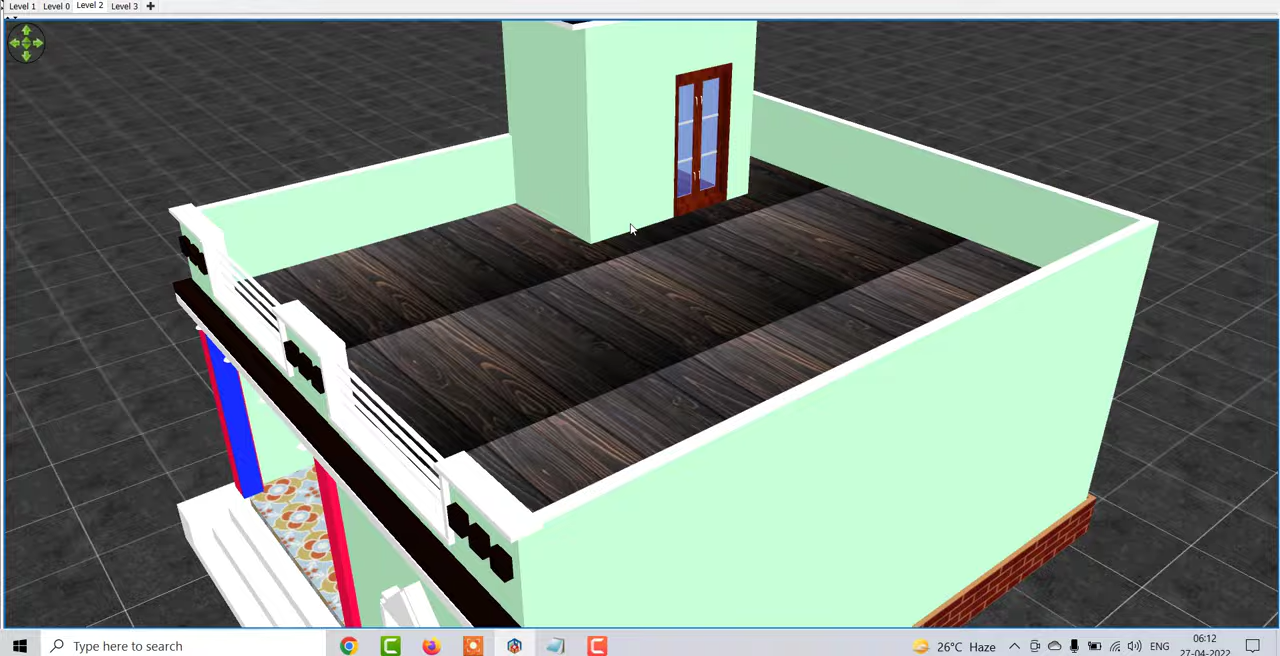 Level 1 Level 0 Level 2 Level 3
Type here to search
26°C Haze
ENG
06:12
27-04-2022